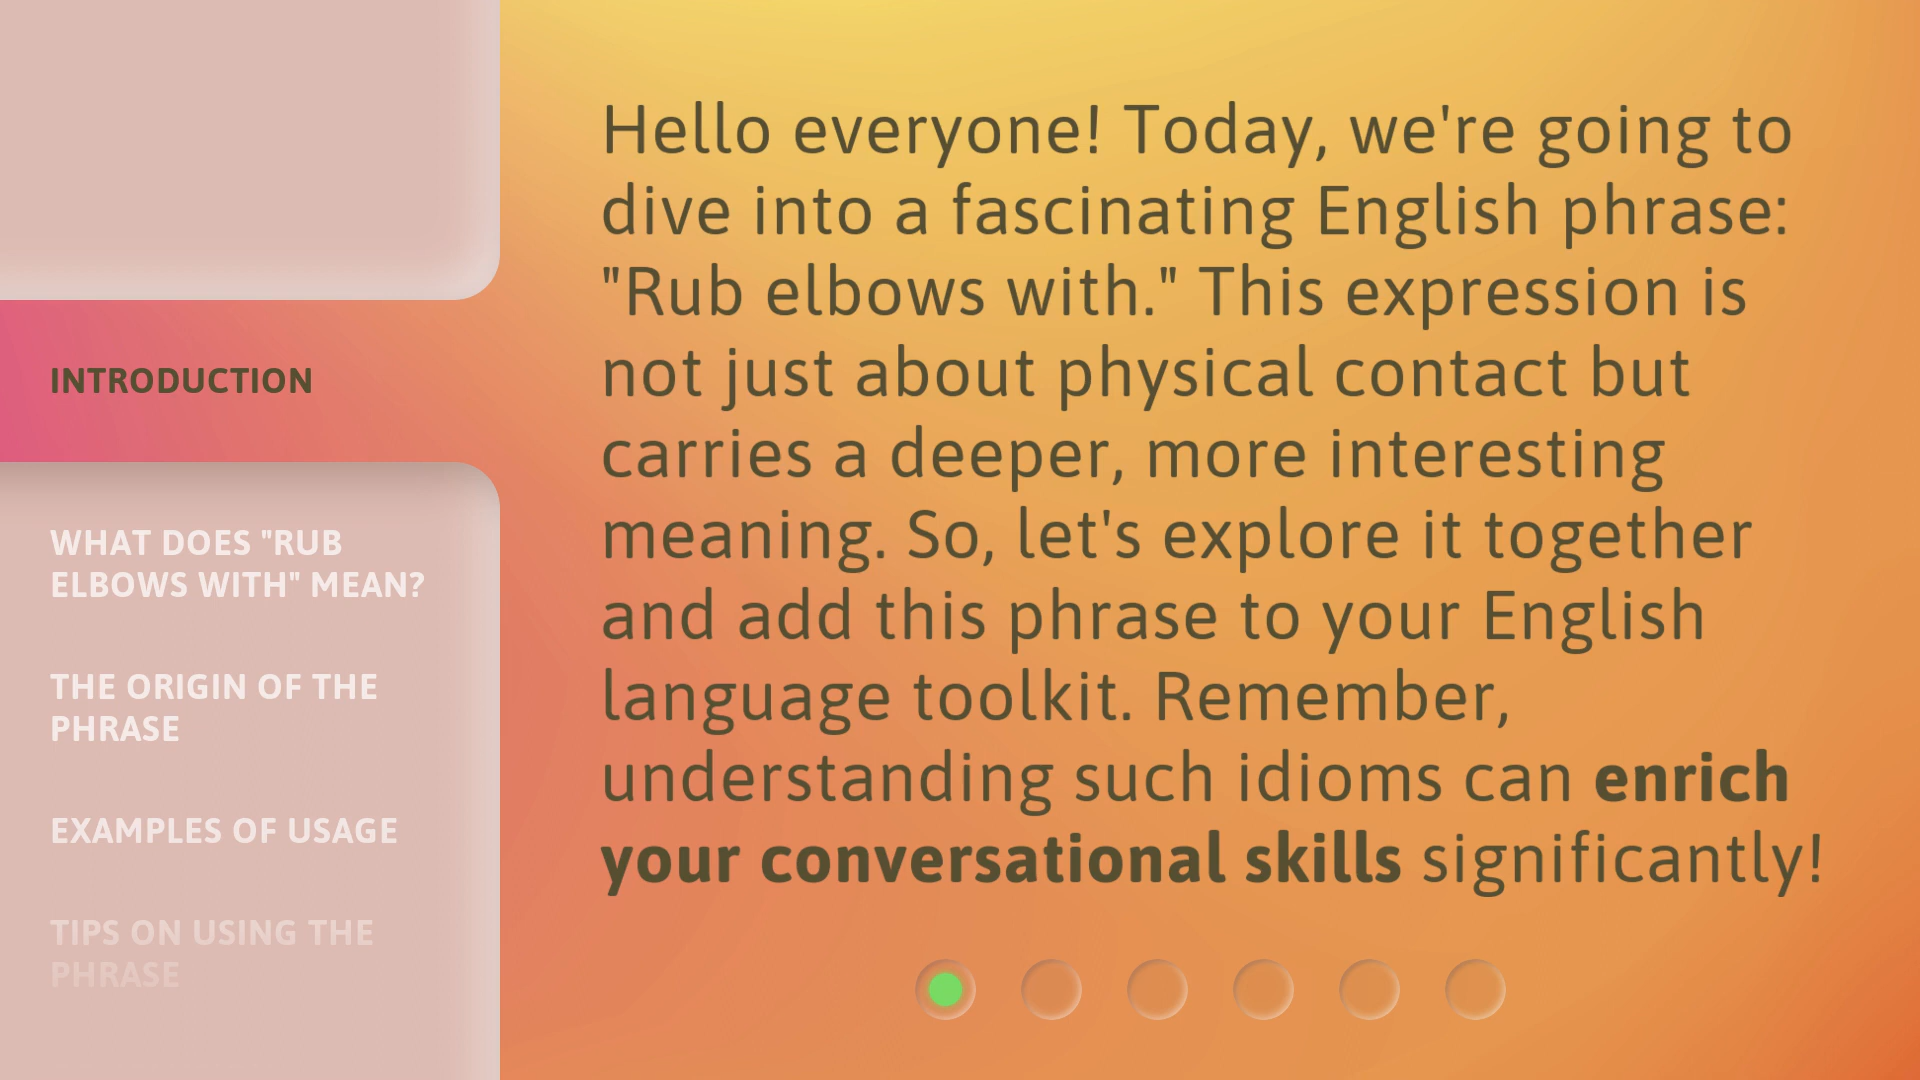 INTRODUCTION
WHAT DOES "RUB
ELBOWS WITH" MEAN?
THE ORIGIN OF THE
PHRASE
EXAMPLES OF USAGE
TIPS ON USING THE
PHRASE
Hello everyone! Today, we're going to
dive into a fascinating English phrase:
"Rub elbows with." This expression is
not just about physical contact but
carries a deeper, more interesting
meaning. So, let's explore it together
and add this phrase to your English
language toolkit. Remember,
understanding such idioms can enrich
your conversational skills significantly!